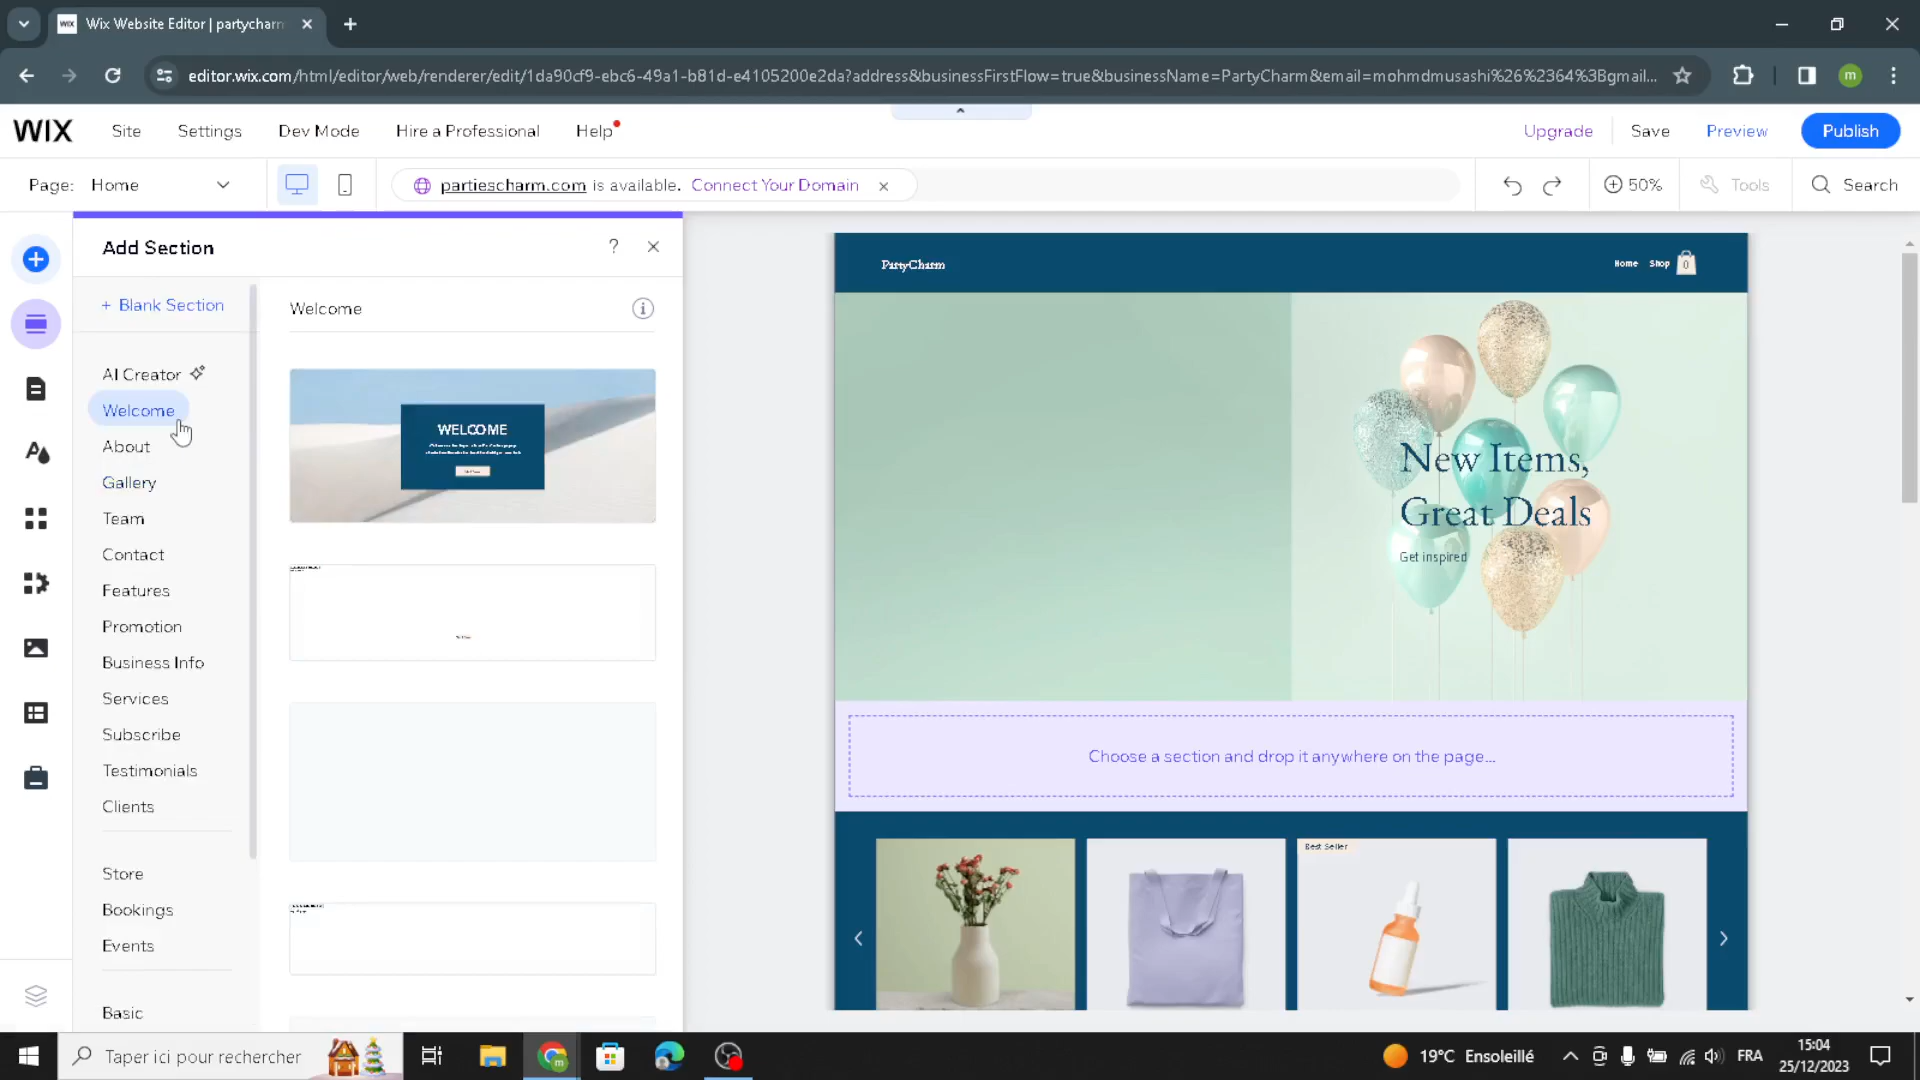 Wix Website Editor | partycharm
editor.wix.com/html/editor/web/renderer/edit/1da90cf9-ebc6-49a1-b81d-e4105200e2da?address&businessFirstFlow=true&businessName=PartyCharm&email=mohmdmusashi%26%2364%3Bgmail...
m
WIX
Site
Settings
Dev Mode
Hire a Professional
Help
Upgrade
Save
Preview
Publish
Page: Home
partiescharm.com is available. Connect Your Domain
50%
Tools
Search
Add Section
?
+ Blank Section
AI Creator
Welcome
About
Gallery
Team
Contact
Features
Promotion
Business Info
Services
Subscribe
Testimonials
Clients
Store
Bookings
Events
Basic
Welcome
WELCOME
PartyCharm
Home
Shop
0
New Items,
Great Deals
Get inspired
Choose a section and drop it anywhere on the page...
Best Seller
Taper ici pour rechercher
19°C Ensoleillé
FRA
15:04
25/12/2023